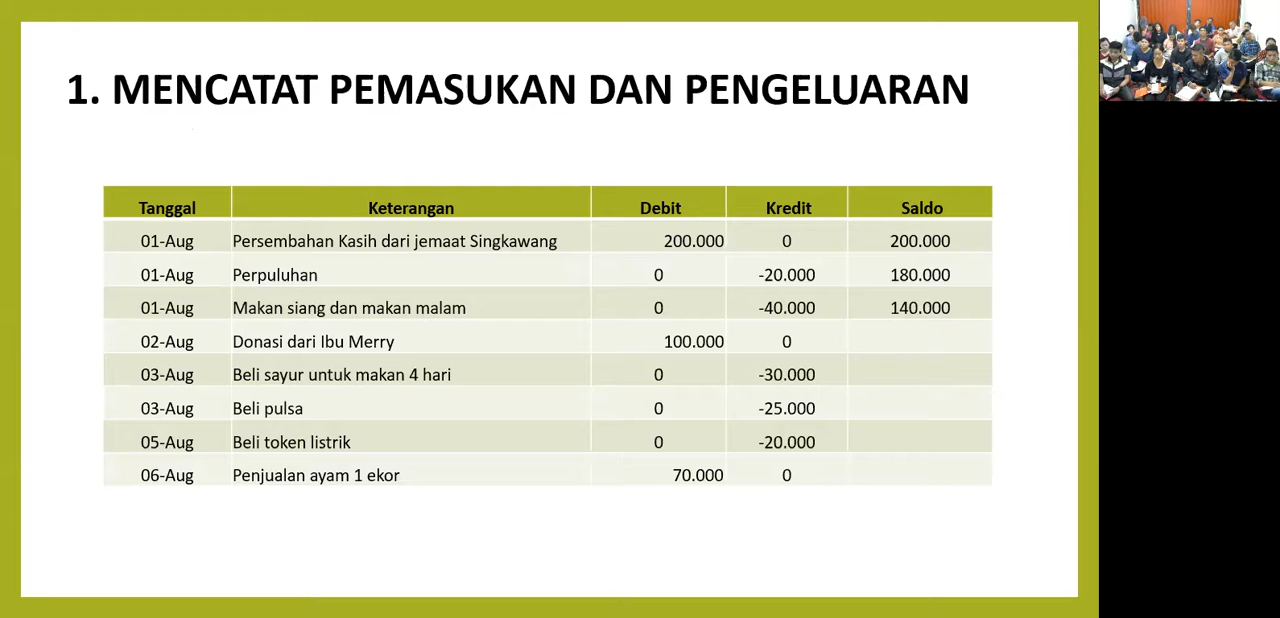 1. MENCATAT PEMASUKAN DAN PENGELUARAN
Tanggal Keterangan Debit Kredit Saldo
01-Aug Persembahan Kasih dari jemaat Singkawang 200.000 0 200.000
01-Aug Perpuluhan 0 -20.000 180.000
01-Aug Makan siang dan makan malam 0 -40.000 140.000
02-Aug Donasi dari Ibu Merry 100.000 0
03-Aug Beli sayur untuk makan 4 hari 0 -30.000
03-Aug Beli pulsa 0 -25.000
05-Aug Beli token listrik 0 -20.000
06-Aug Penjualan ayam 1 ekor 70.000 0